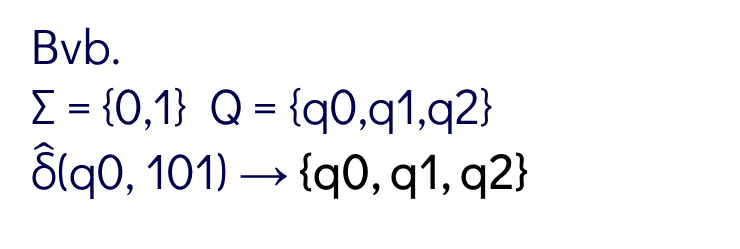 Bvb.
Σ = {0,1} Q = {q0,q1,q2}
δ̂(q0, 101) → {q0, q1, q2}